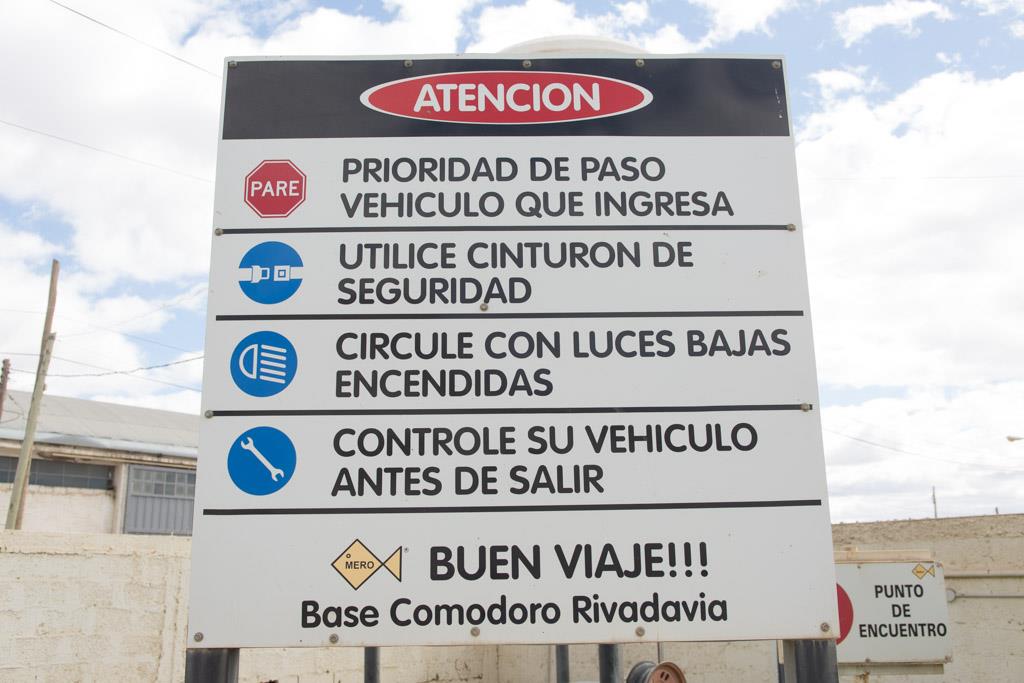 ATENCION
PARE
PRIORIDAD DE PASO
VEHICULO QUE INGRESA
UTILICE CINTURON DE
SEGURIDAD
CIRCULE CON LUCES BAJAS
ENCENDIDAS
CONTROLE SU VEHICULO
ANTES DE SALIR
MERO
BUEN VIAJE!!!
Base Comodoro Rivadavia
PUNTO
DE
ENCUENTRO